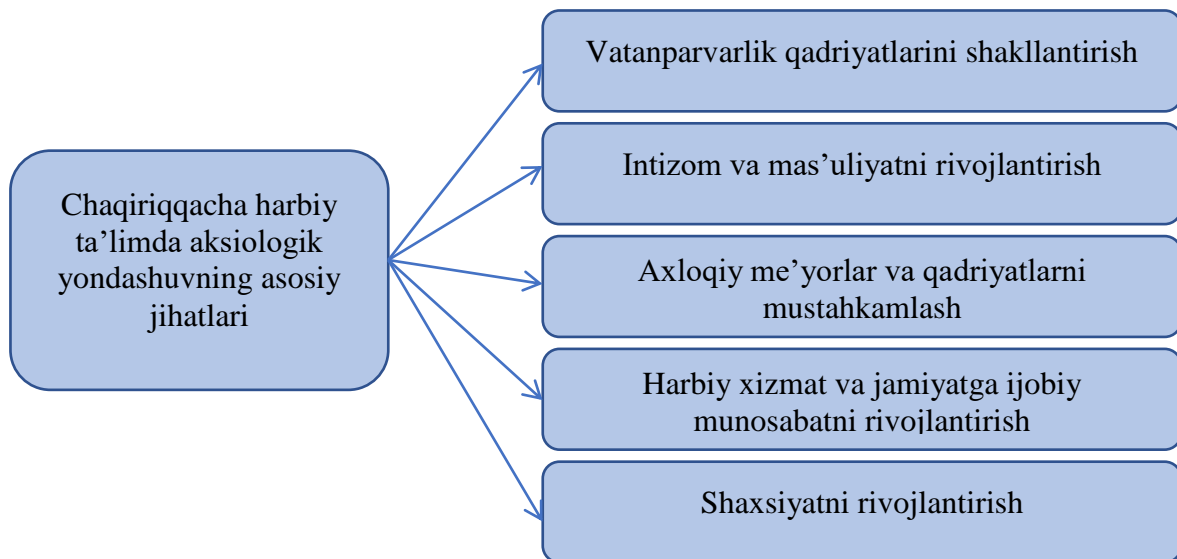 Chaqiriqqacha harbiy
ta’limda aksiologik
yondashuvning asosiy
jihatlari
Vatanparvarlik qadriyatlarini shakllantirish
Intizom va mas’uliyatni rivojlantirish
Axloqiy me’yorlar va qadriyatlarni
mustahkamlash
Harbiy xizmat va jamiyatga ijobiy
munosabatni rivojlantirish
Shaxsiyatni rivojlantirish